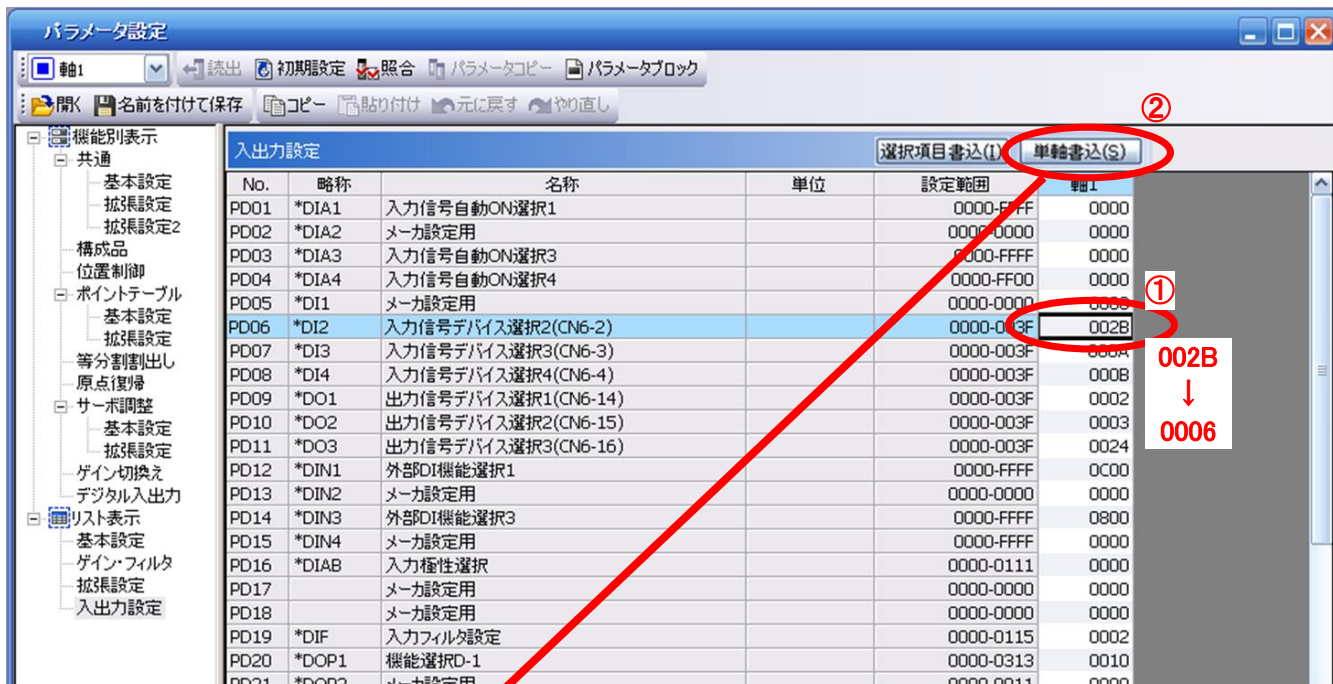 パラメータ設定
軸1 読出 初期設定 照合 パラメータコピー パラメータブロック
開く 名前を付けて保存 コピー 貼り付け 元に戻す やり直し
②
機能別表示
共通
基本設定
拡張設定
拡張設定2
構成品
位置制御
ポイントテーブル
基本設定
拡張設定
等分割割出し
原点復帰
サーボ調整
基本設定
拡張設定
ゲイン切換え
デジタル入出力
リスト表示
基本設定
ゲイン・フィルタ
拡張設定
入出力設定
入出力設定 選択項目書込(I) 単軸書込(S)
No. 略称 名称 単位 設定範囲 軸1
PD01 *DIA1 入力信号自動ON選択1 0000-FFFF 0000
PD02 *DIA2 メーカ設定用 0000-0000 0000
PD03 *DIA3 入力信号自動ON選択3 0000-FFFF 0000
PD04 *DIA4 入力信号自動ON選択4 0000-FF00 0000
PD05 *DI1 メーカ設定用 0000-0000 0000
PD06 *DI2 入力信号デバイス選択2(CN6-2) 0000-003F 002B
PD07 *DI3 入力信号デバイス選択3(CN6-3) 0000-003F 000A
PD08 *DI4 入力信号デバイス選択4(CN6-4) 0000-003F 000B
PD09 *DO1 出力信号デバイス選択1(CN6-14) 0000-003F 0002
PD10 *DO2 出力信号デバイス選択2(CN6-15) 0000-003F 0003
PD11 *DO3 出力信号デバイス選択3(CN6-16) 0000-003F 0024
PD12 *DIN1 外部DI機能選択1 0000-FFFF 0C00
PD13 *DIN2 メーカ設定用 0000-0000 0000
PD14 *DIN3 外部DI機能選択3 0000-FFFF 0800
PD15 *DIN4 メーカ設定用 0000-FFFF 0000
PD16 *DIAB 入力極性選択 0000-0111 0000
PD17 メーカ設定用 0000-0000 0000
PD18 メーカ設定用 0000-0000 0000
PD19 *DIF 入力フィルタ設定 0000-0115 0002
PD20 *DOP1 機能選択D-1 0000-0313 0010
PD21 *DOP2 メーカ設定用 0000-0011 0000
①
002B
↓
0006